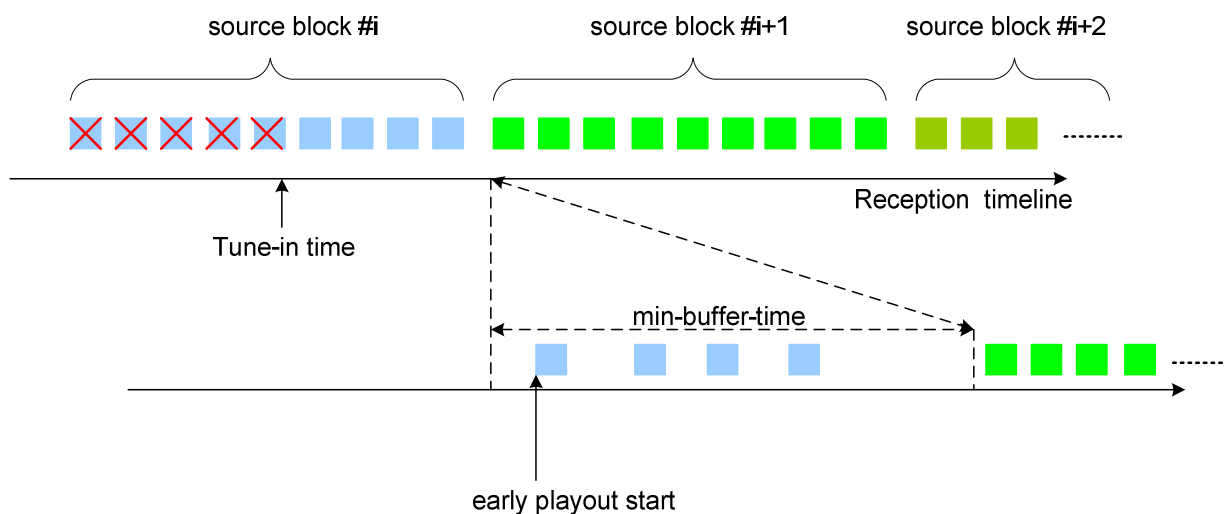 source block #i
source block #i+1
source block #i+2
Reception timeline
Tune-in time
min-buffer-time
early playout start